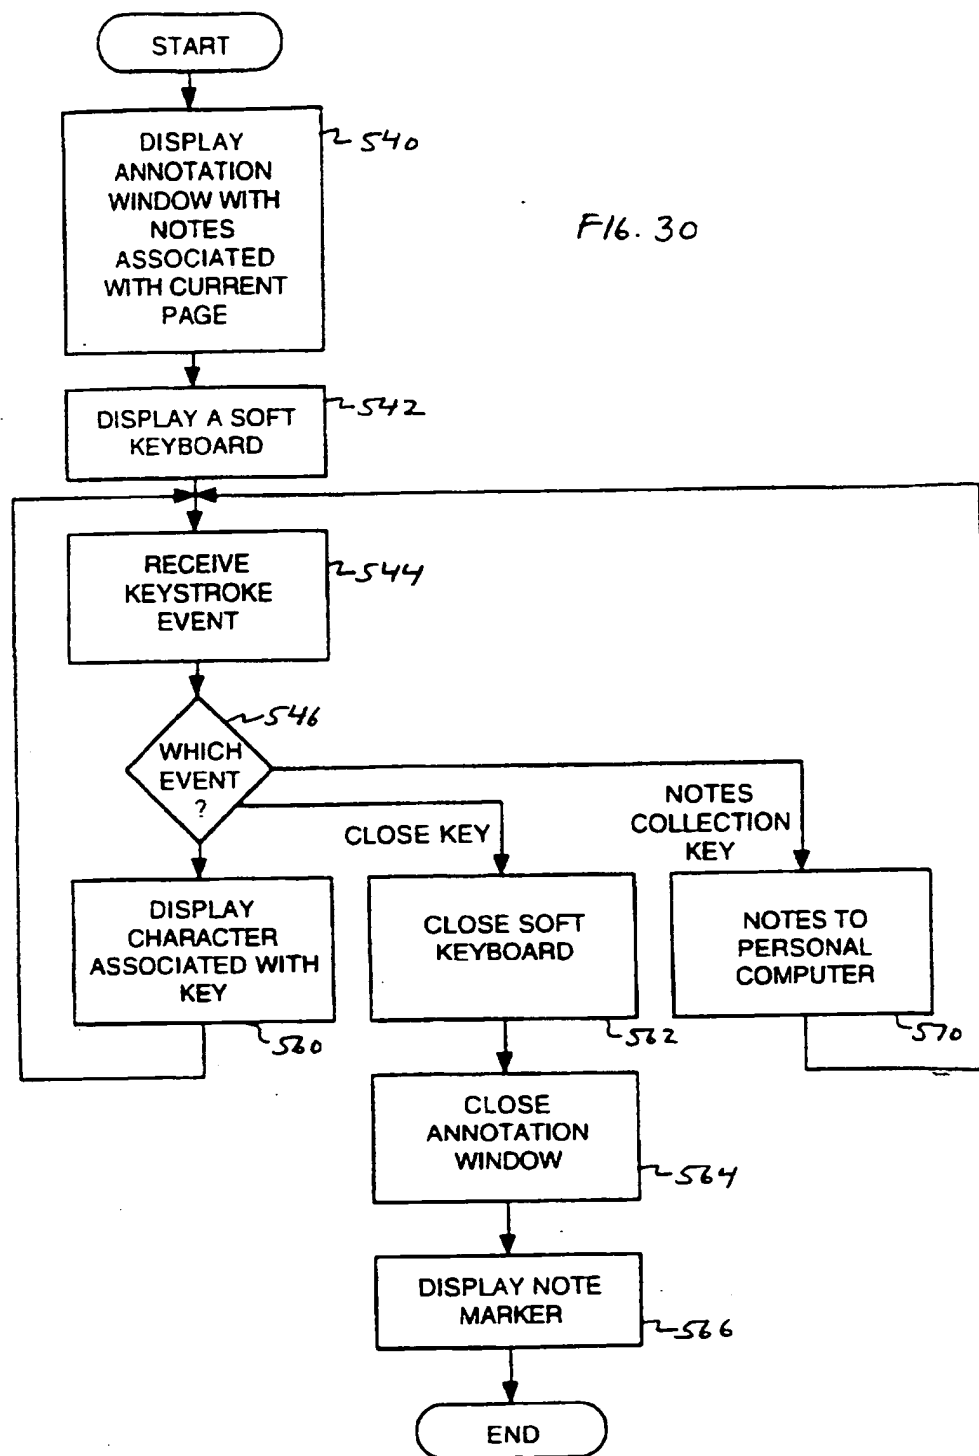 START
DISPLAY
ANNOTATION
WINDOW WITH
NOTES
ASSOCIATED
WITH CURRENT
PAGE
540
FIG. 30
DISPLAY A SOFT
KEYBOARD
542
RECEIVE
KEYSTROKE
EVENT
544
WHICH
EVENT
?
546
CLOSE KEY
NOTES
COLLECTION
KEY
DISPLAY
CHARACTER
ASSOCIATED WITH
KEY
560
CLOSE SOFT
KEYBOARD
562
NOTES TO
PERSONAL
COMPUTER
570
CLOSE
ANNOTATION
WINDOW
564
DISPLAY NOTE
MARKER
566
END